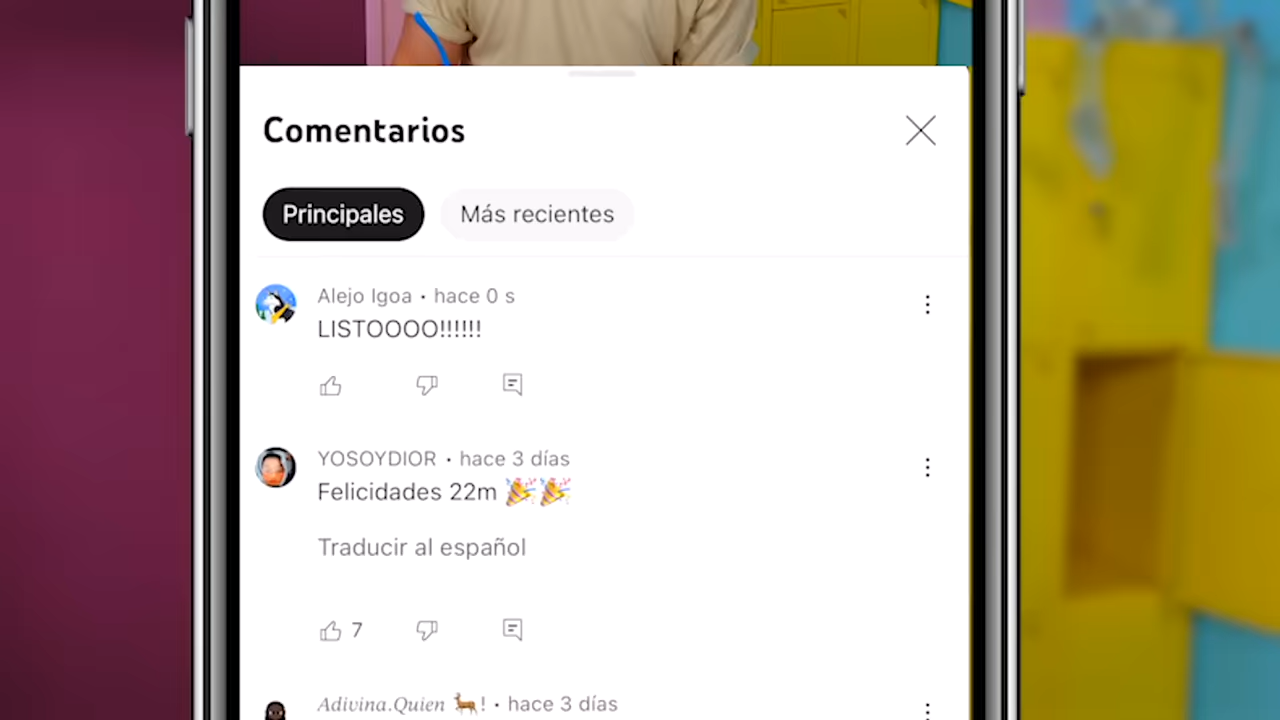 Comentarios
Principales
Más recientes
Alejo Igoa · hace 0 s
LISTOOOO!!!!!!
YOSOYDIOR · hace 3 días
Felicidades 22m 🎉🎉
Traducir al español
7
Adivina.Quien 🦌! · hace 3 días